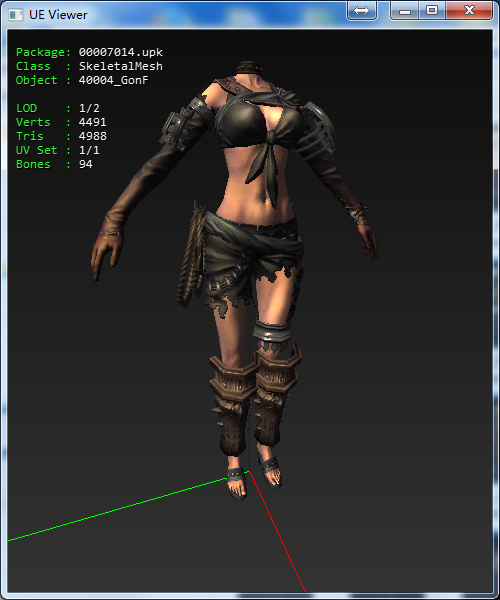 UE Viewer
Package: 00007014.upk
Class : SkeletalMesh
Object : 40004_GonF
LOD : 1/2
Verts : 4491
Tris : 4988
UV Set : 1/1
Bones : 94